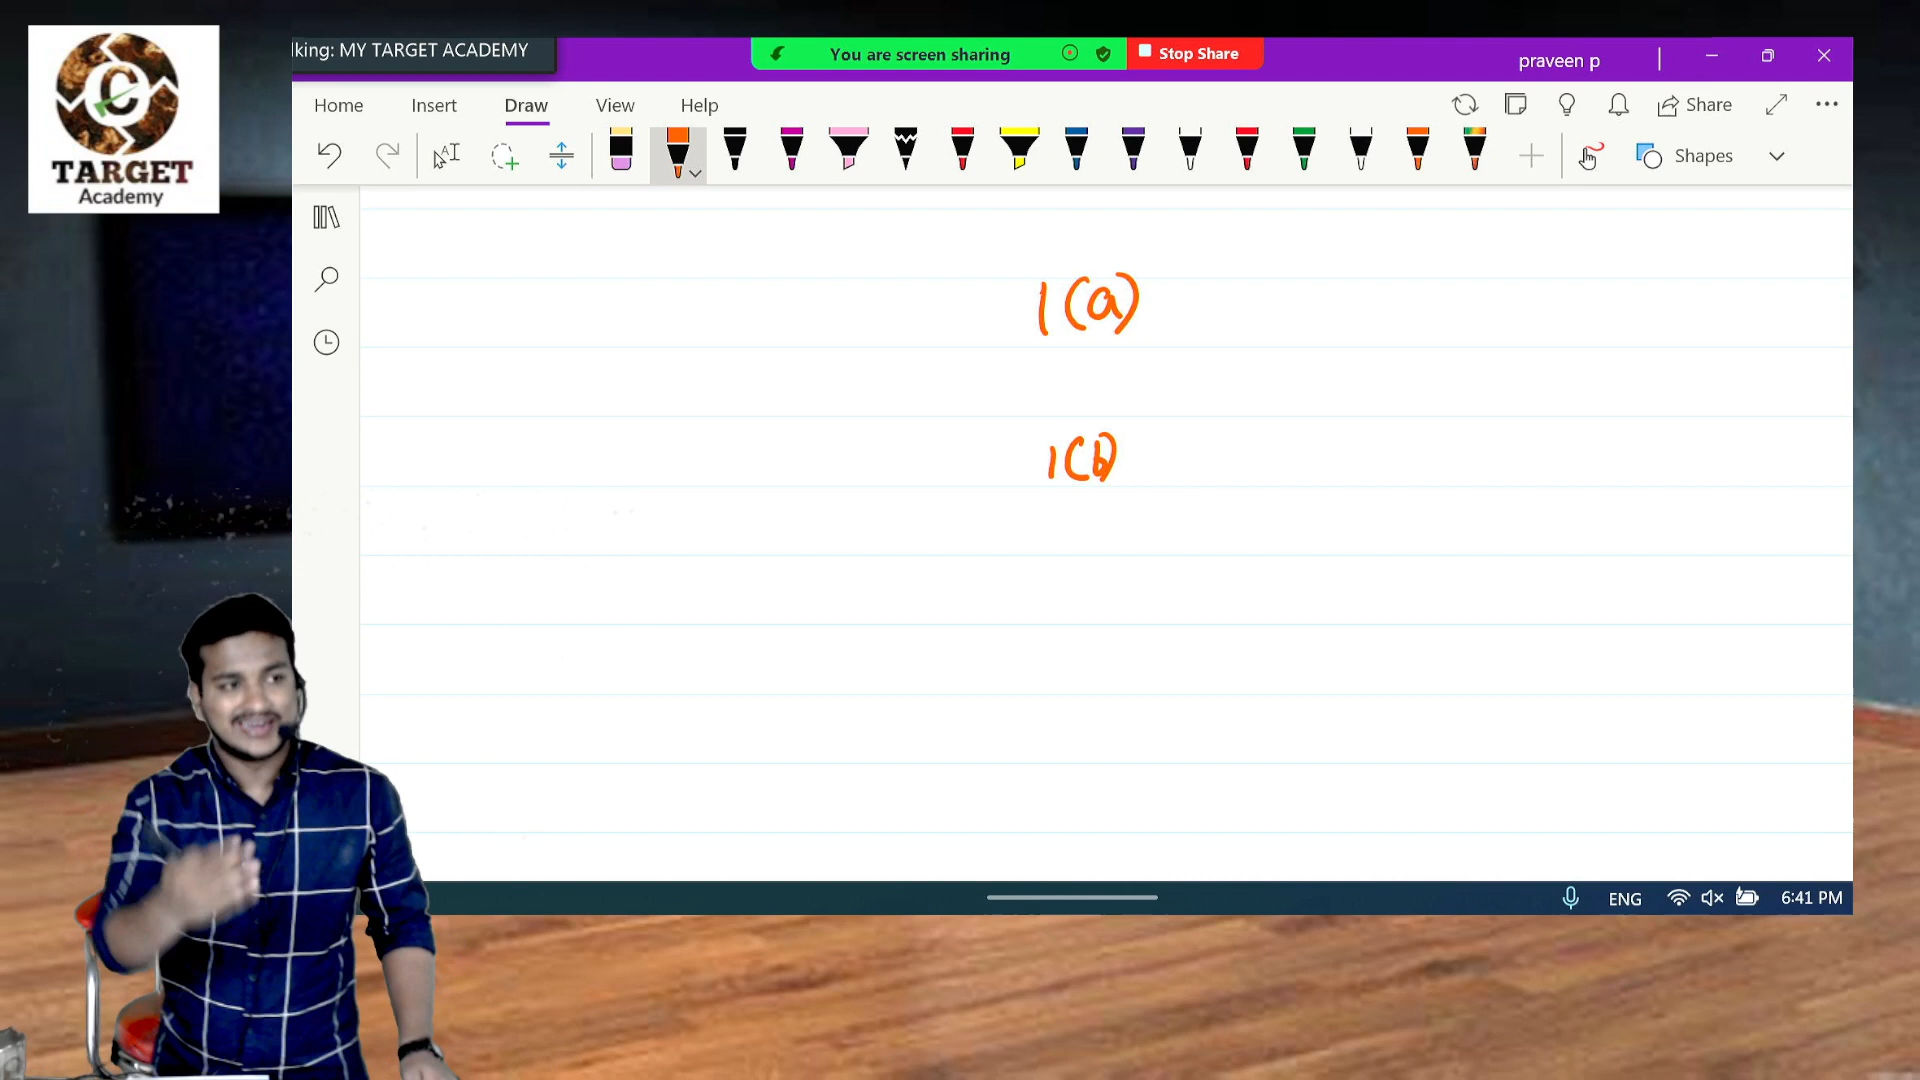 TARGET
Academy
lking: MY TARGET ACADEMY
You are screen sharing
Stop Share
praveen p
Home Insert Draw View Help
Share
Shapes
1(a)
1(b)
ENG
6:41 PM